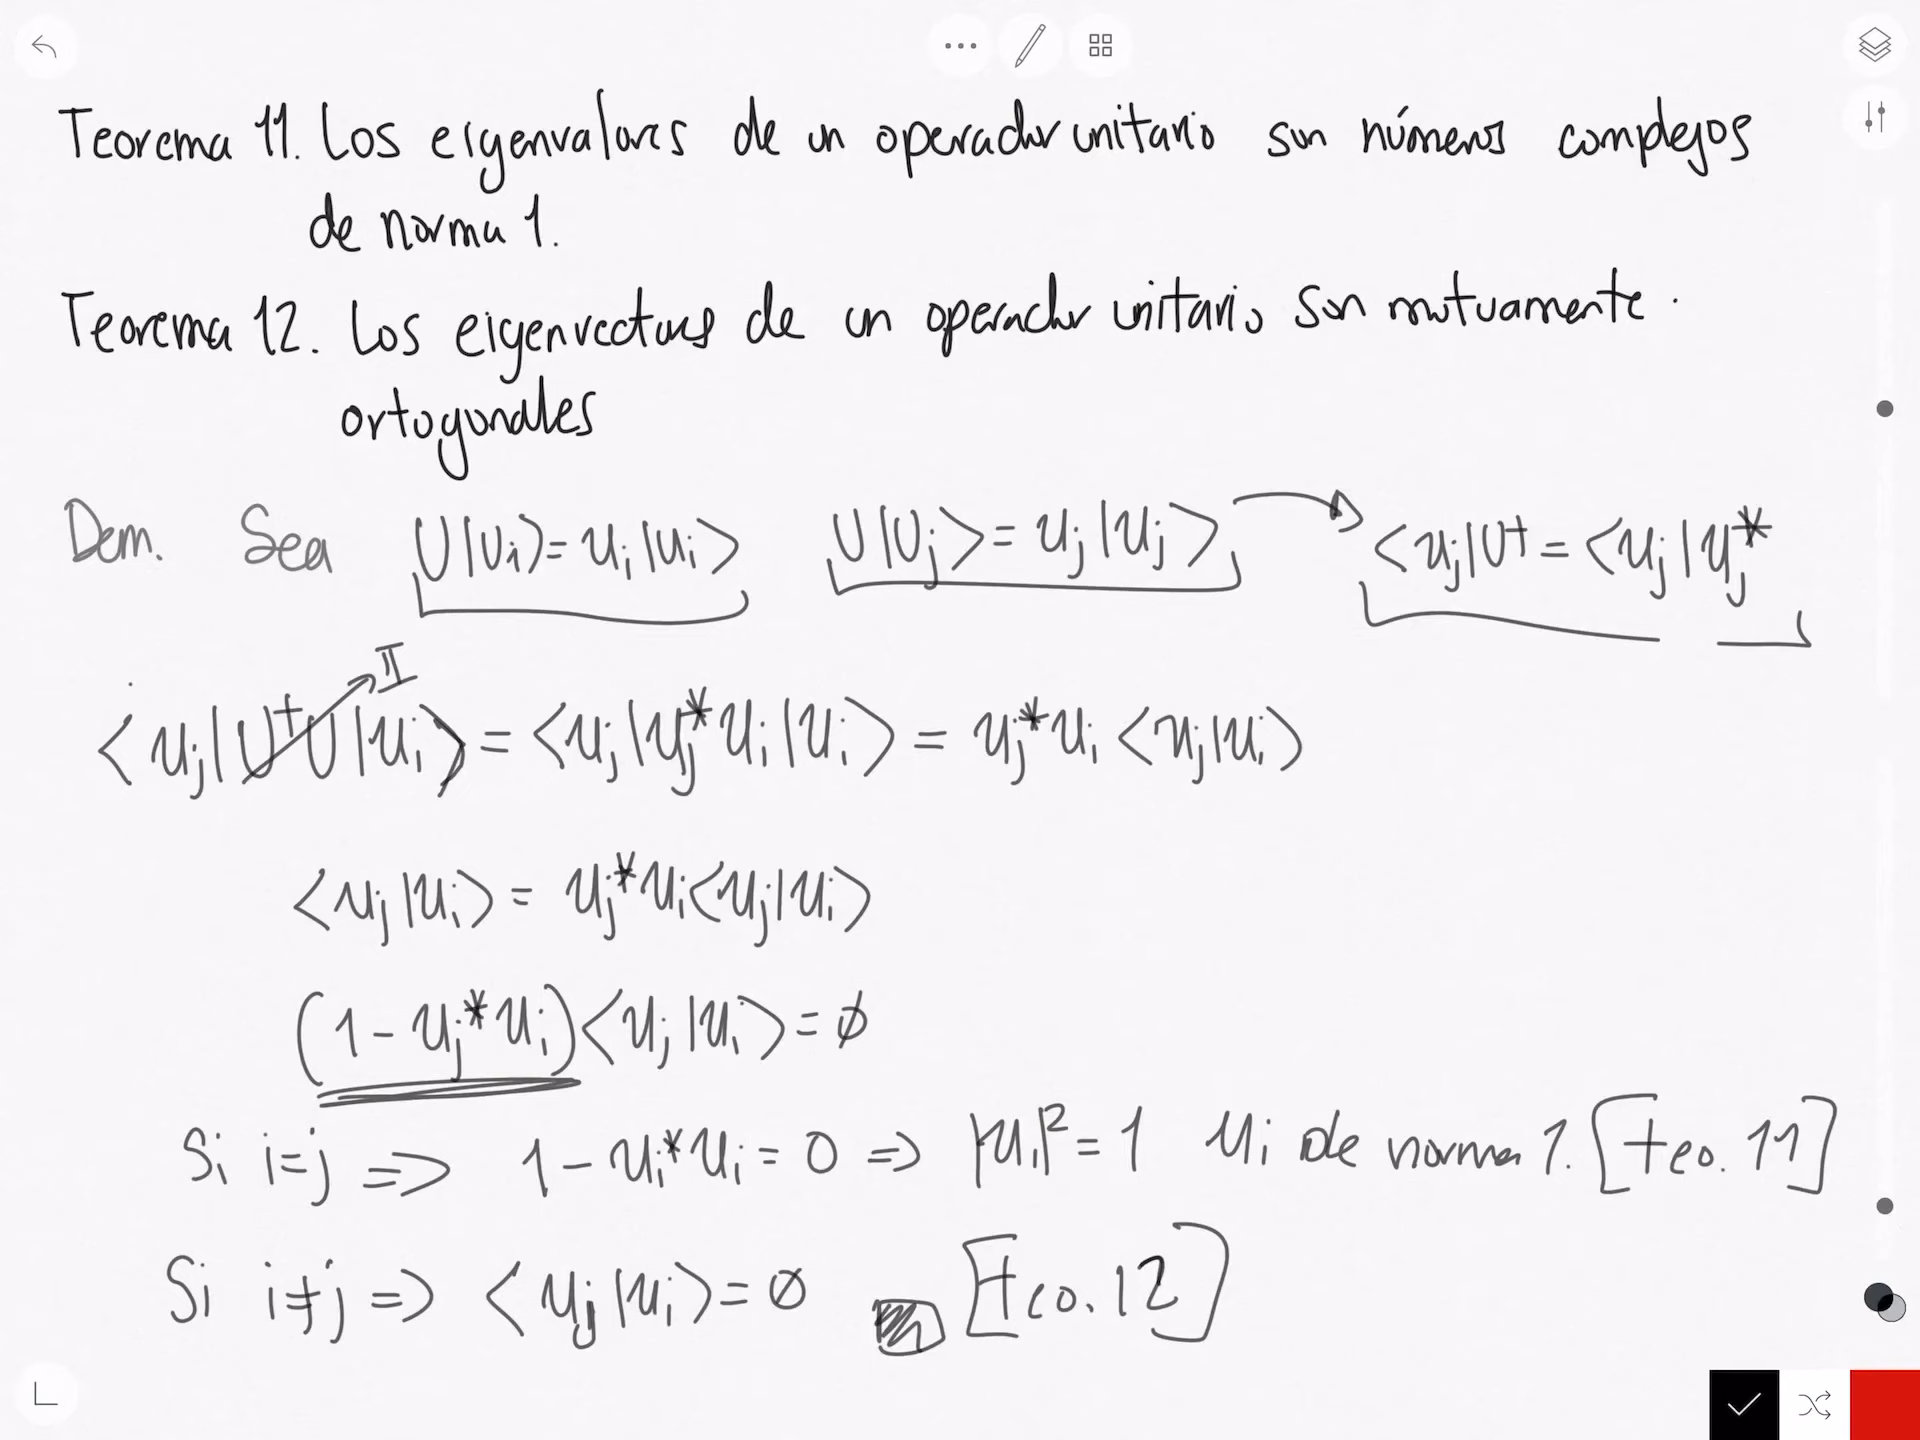 Teorema 11. Los eigenvalores de un operador unitario son números complejos
de norma 1.
Teorema 12. Los eigenvectores de un operador unitario son mutuamente
ortogonales
Dem. Sea U|u_i⟩ = u_i|u_i⟩ U|u_j⟩ = u_j|u_j⟩ → ⟨u_j|U† = ⟨u_j|u_j*
⟨u_j|U†U|u_i⟩ = ⟨u_j|u_j* u_i|u_i⟩ = u_j* u_i ⟨u_j|u_i⟩
𝕀
⟨u_j|u_i⟩ = u_j* u_i ⟨u_j|u_i⟩
(1 - u_j* u_i)⟨u_j|u_i⟩ = ∅
Si i=j => 1 - u_i* u_i = 0 => |u_i|² = 1 u_i de norma 1. [teo. 11]
Si i≠j => ⟨u_j|u_i⟩ = ∅ [teo. 12]